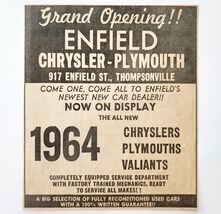 Grand Opening!!
ENFIELD
CHRYSLER-PLYMOUTH
917 ENFIELD ST., THOMPSONVILLE
COME ONE, COME ALL TO ENFIELD'S
NEWEST NEW CAR DEALER!!
NOW ON DISPLAY
THE ALL NEW
1964
CHRYSLERS
PLYMOUTHS
VALIANTS
COMPLETELY EQUIPPED SERVICE DEPARTMENT
WITH FACTORY TRAINED MECHANICS, READY
TO SERVICE ALL MAKES!!
A BIG SELECTION OF FULLY RECONDITIONED USED CARS
WITH A 100% WRITTEN GUARANTEE!!